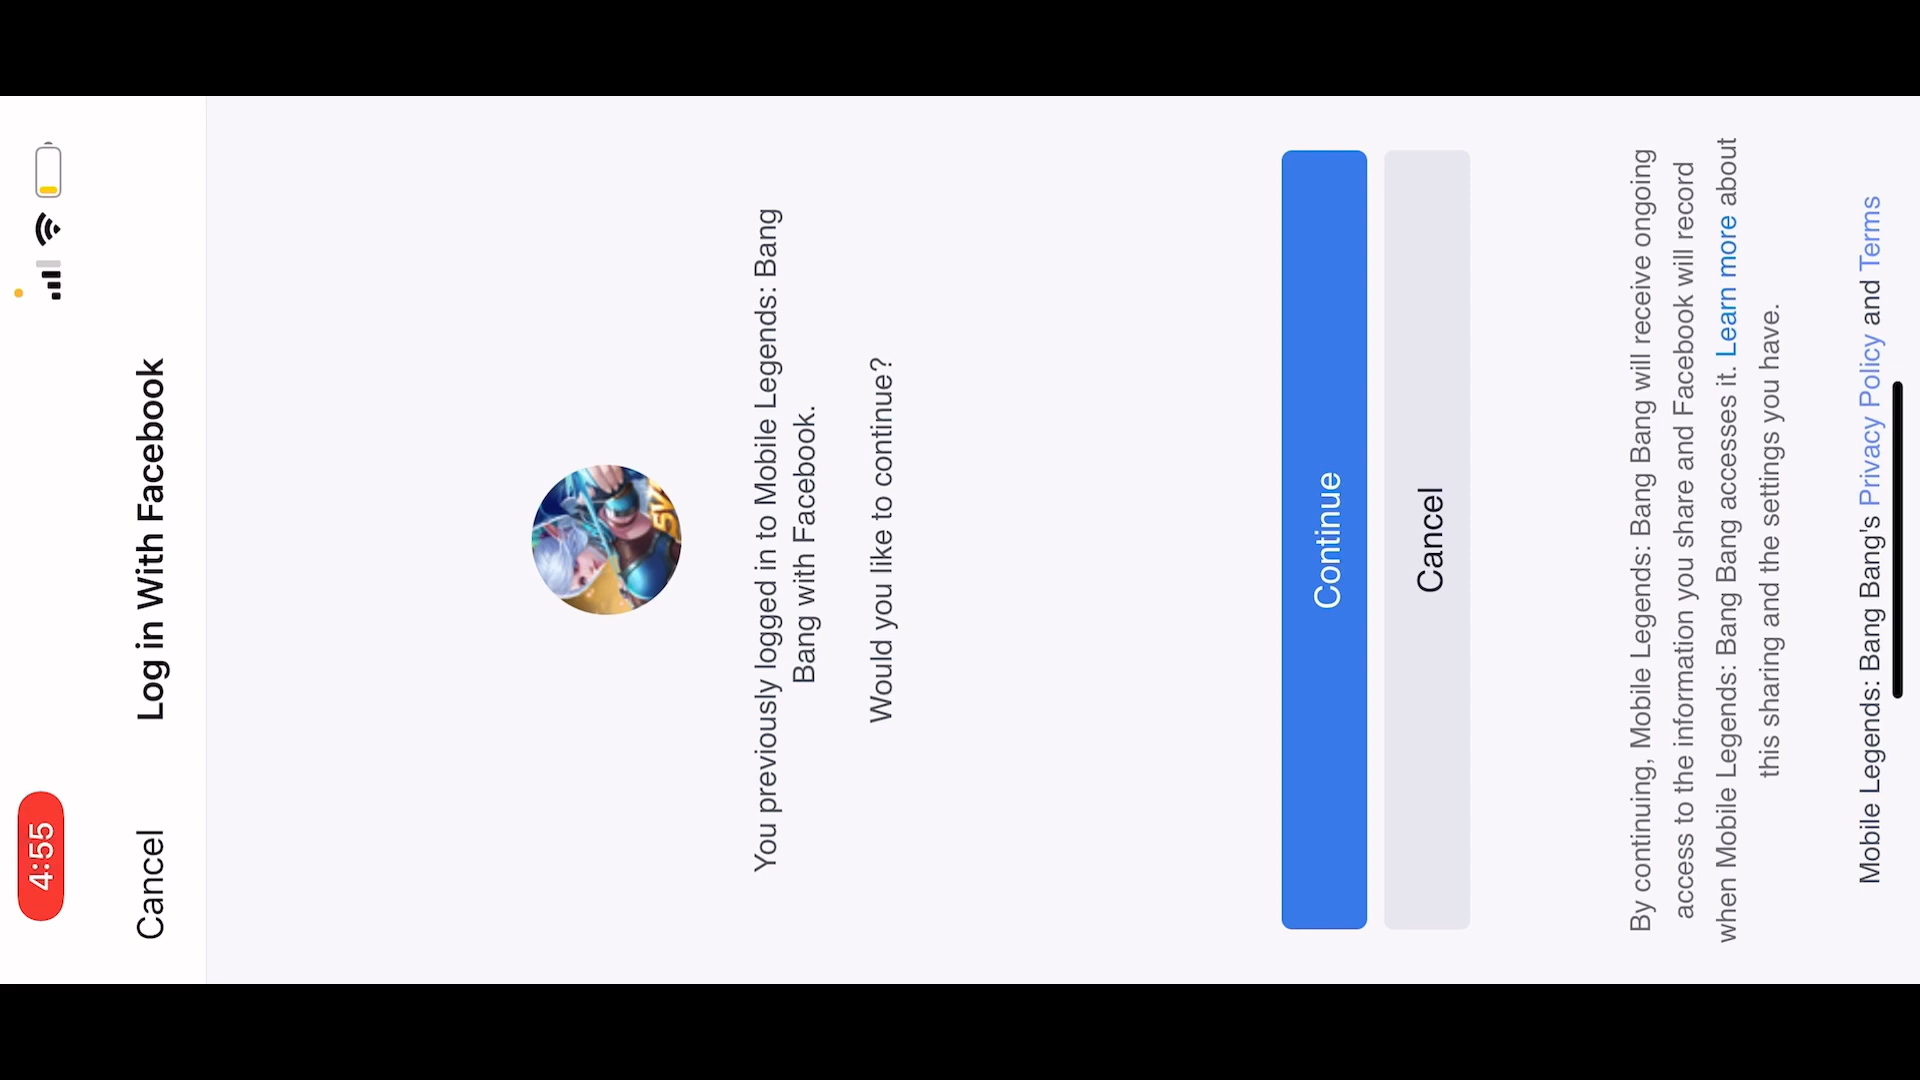 4:55
Cancel
Log in With Facebook
5V
You previously logged in to Mobile Legends: Bang
Bang with Facebook.
Would you like to continue?
Continue
Cancel
By continuing, Mobile Legends: Bang Bang will receive ongoing
access to the information you share and Facebook will record
when Mobile Legends: Bang Bang accesses it. Learn more about
this sharing and the settings you have.
Mobile Legends: Bang Bang's Privacy Policy and Terms